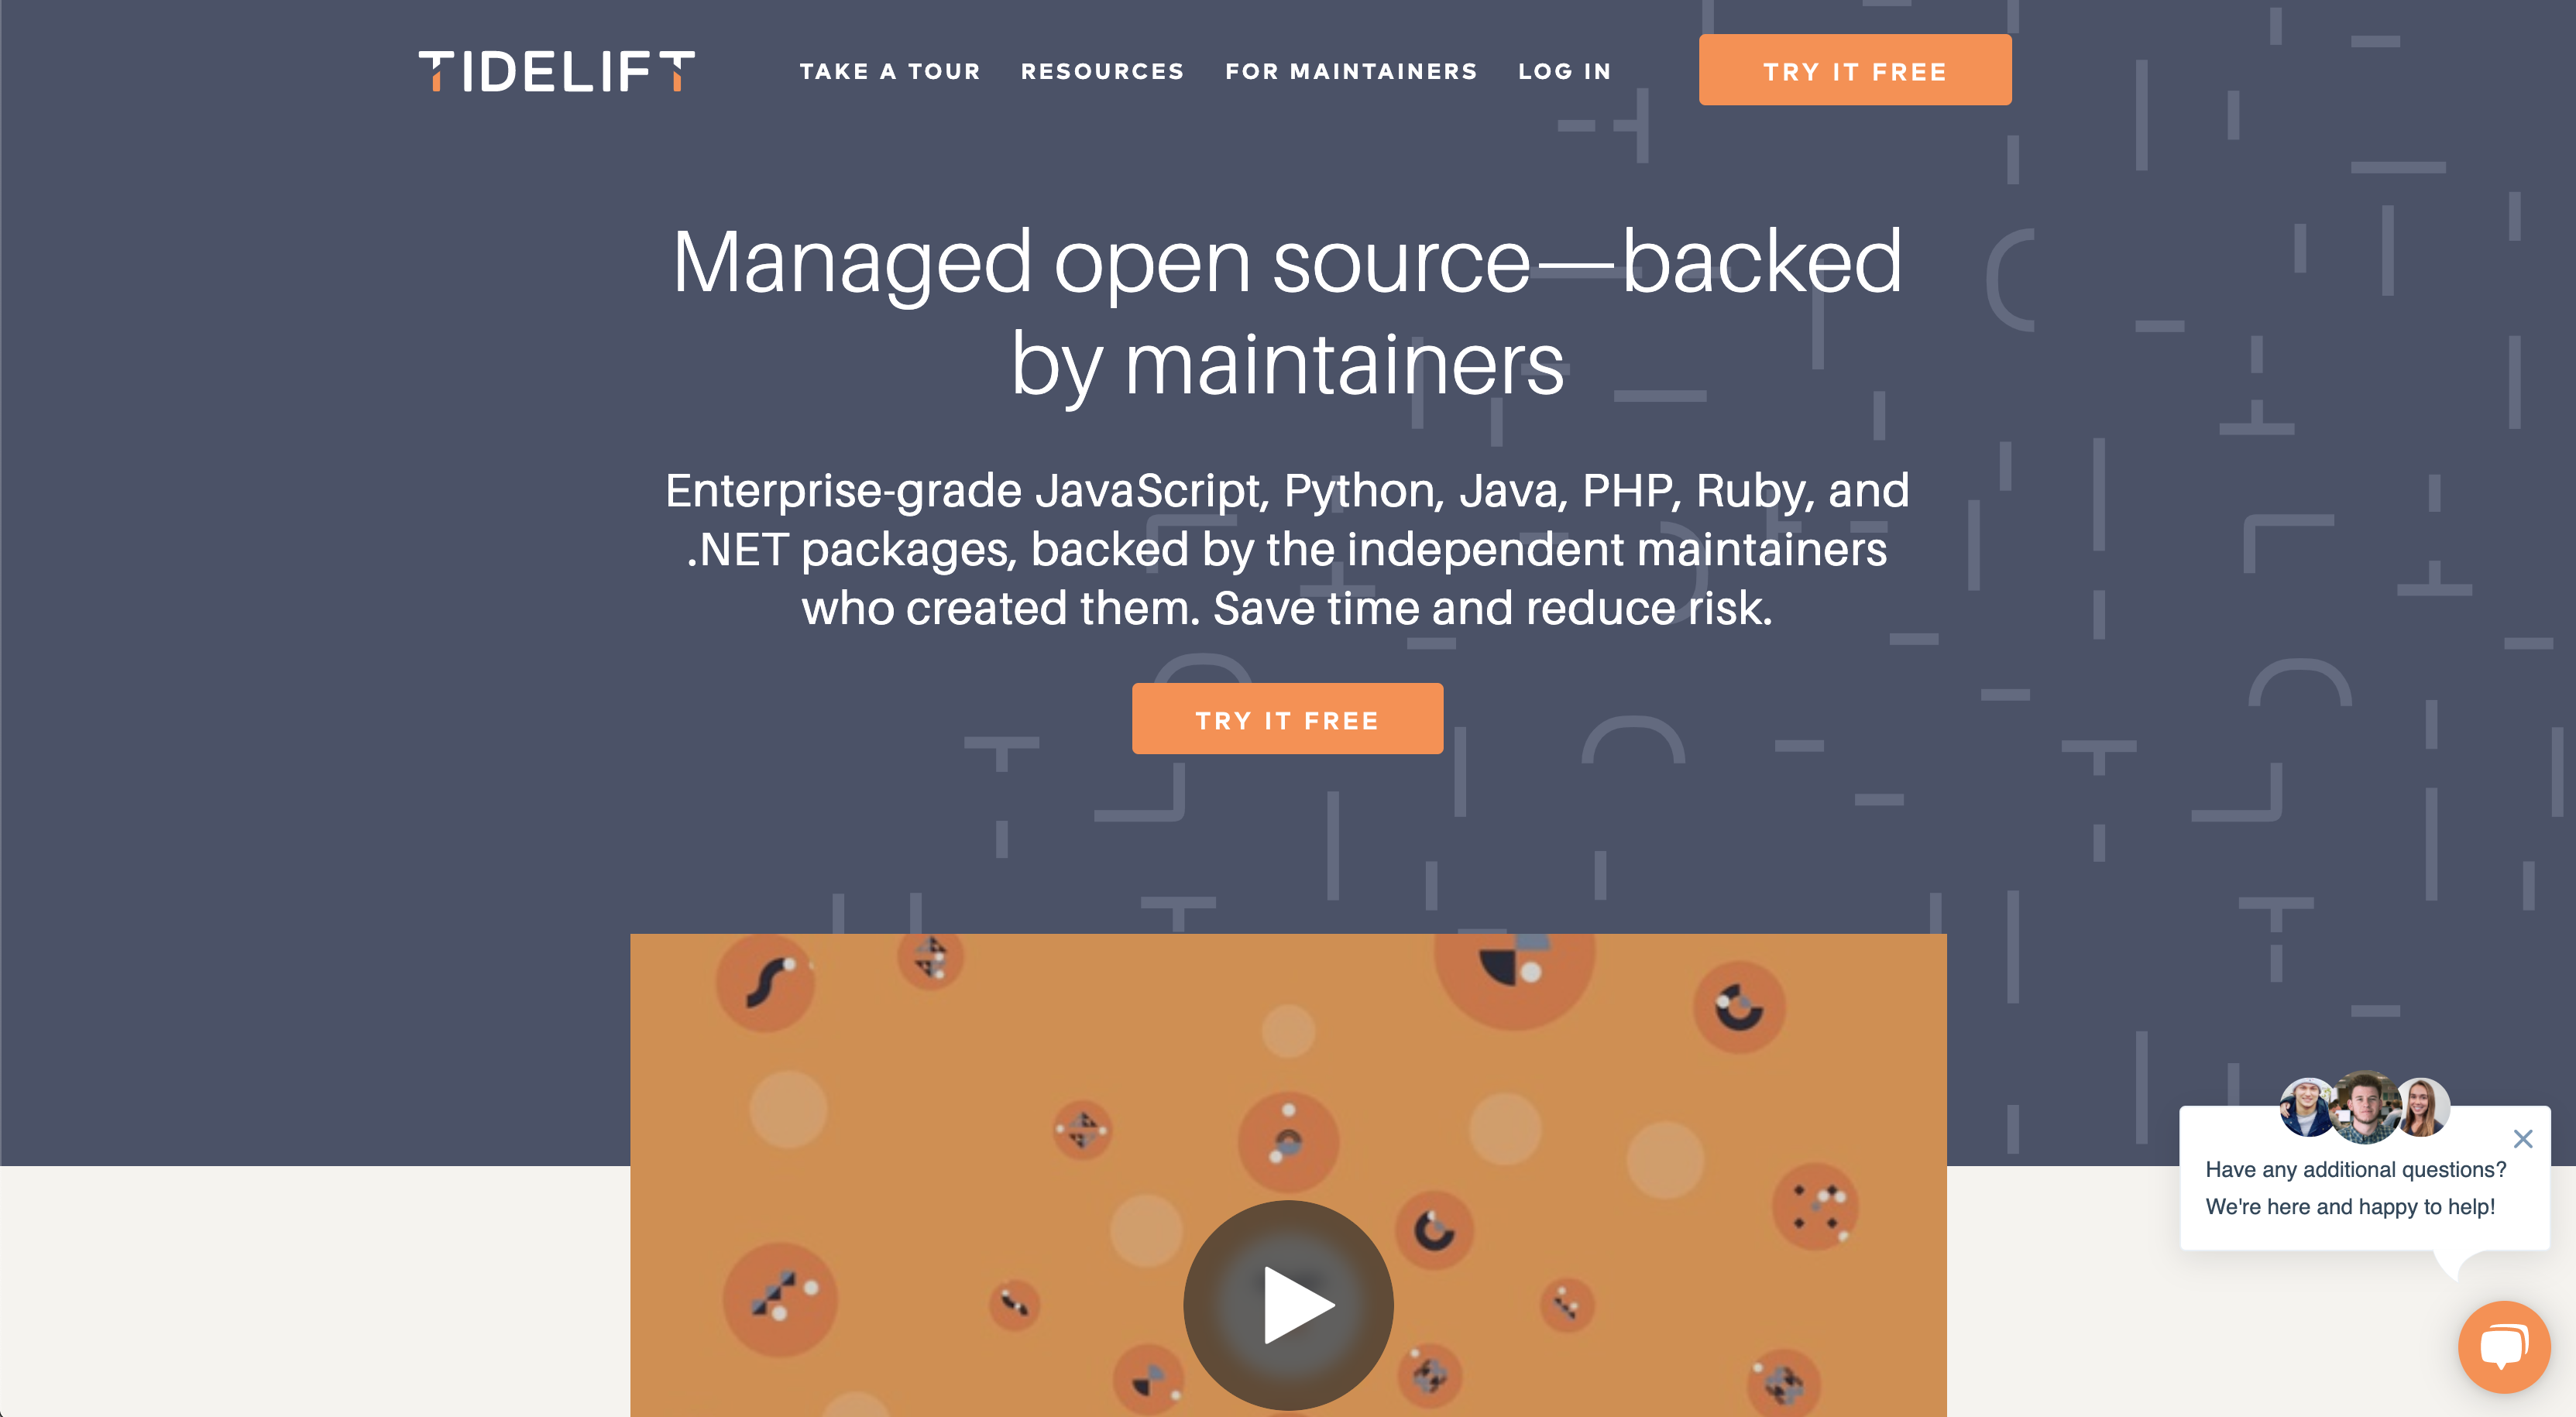 TIDELIFT
TAKE A TOUR
RESOURCES
FOR MAINTAINERS
LOG IN
TRY IT FREE
Managed open source—backed
by maintainers
Enterprise-grade JavaScript, Python, Java, PHP, Ruby, and
.NET packages, backed by the independent maintainers
who created them. Save time and reduce risk.
TRY IT FREE
Have any additional questions?
We're here and happy to help!